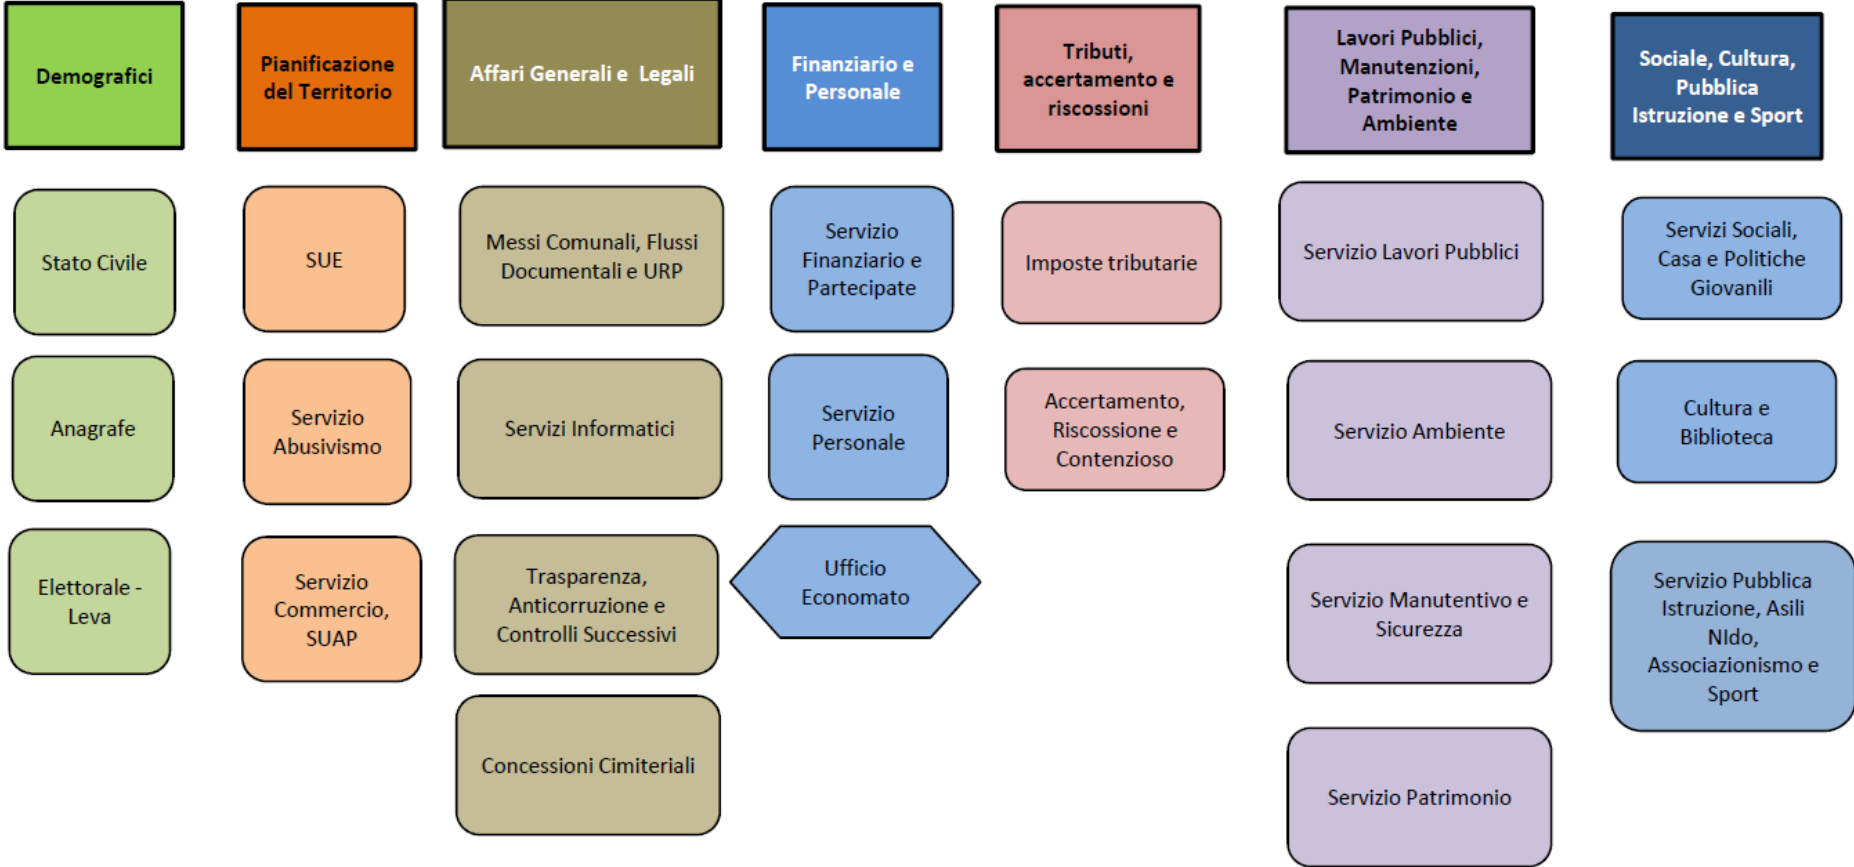 Demografici
Pianificazione
del Territorio
Affari Generali e Legali
Finanziario e
Personale
Tributi,
accertamento e
riscossioni
Lavori Pubblici,
Manutenzioni,
Patrimonio e
Ambiente
Sociale, Cultura,
Pubblica
Istruzione e Sport
Stato Civile
SUE
Messi Comunali, Flussi
Documentali e URP
Servizio
Finanziario e
Partecipate
Imposte tributarie
Servizio Lavori Pubblici
Servizi Sociali,
Casa e Politiche
Giovanili
Anagrafe
Servizio
Abusivismo
Servizi Informatici
Servizio
Personale
Accertamento,
Riscossione e
Contenzioso
Servizio Ambiente
Cultura e
Biblioteca
Elettorale -
Leva
Servizio
Commercio,
SUAP
Trasparenza,
Anticorruzione e
Controlli Successivi
Ufficio
Economato
Servizio Manutentivo e
Sicurezza
Servizio Pubblica
Istruzione, Asili
NIdo,
Associazionismo e
Sport
Concessioni Cimiteriali
Servizio Patrimonio